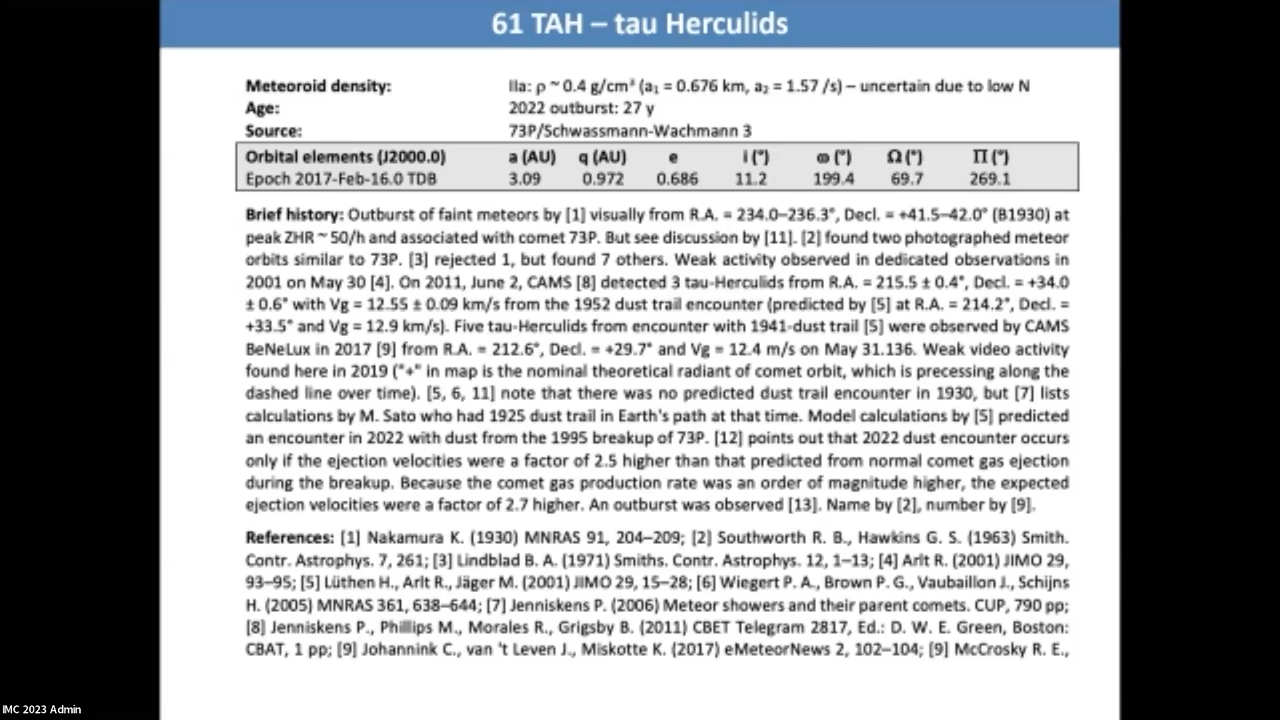 61 TAH – tau Herculids
Meteoroid density: IIa: ρ ~ 0.4 g/cm³ (a₁ = 0.676 km, a₂ = 1.57 /s) – uncertain due to low N
Age: 2022 outburst: 27 y
Source: 73P/Schwassmann-Wachmann 3
Orbital elements (J2000.0) a (AU) q (AU) e i (°) ω (°) Ω (°) Π (°)
Epoch 2017-Feb-16.0 TDB 3.09 0.972 0.686 11.2 199.4 69.7 269.1
Brief history: Outburst of faint meteors by [1] visually from R.A. = 234.0–236.3°, Decl. = +41.5–42.0° (B1930) at
peak ZHR ~ 50/h and associated with comet 73P. But see discussion by [11]. [2] found two photographed meteor
orbits similar to 73P. [3] rejected 1, but found 7 others. Weak activity observed in dedicated observations in
2001 on May 30 [4]. On 2011, June 2, CAMS [8] detected 3 tau-Herculids from R.A. = 215.5 ± 0.4°, Decl. = +34.0
± 0.6° with Vg = 12.55 ± 0.09 km/s from the 1952 dust trail encounter (predicted by [5] at R.A. = 214.2°, Decl. =
+33.5° and Vg = 12.9 km/s). Five tau-Herculids from encounter with 1941-dust trail [5] were observed by CAMS
BeNeLux in 2017 [9] from R.A. = 212.6°, Decl. = +29.7° and Vg = 12.4 m/s on May 31.136. Weak video activity
found here in 2019 ("+" in map is the nominal theoretical radiant of comet orbit, which is precessing along the
dashed line over time). [5, 6, 11] note that there was no predicted dust trail encounter in 1930, but [7] lists
calculations by M. Sato who had 1925 dust trail in Earth's path at that time. Model calculations by [5] predicted
an encounter in 2022 with dust from the 1995 breakup of 73P. [12] points out that 2022 dust encounter occurs
only if the ejection velocities were a factor of 2.5 higher than that predicted from normal comet gas ejection
during the breakup. Because the comet gas production rate was an order of magnitude higher, the expected
ejection velocities were a factor of 2.7 higher. An outburst was observed [13]. Name by [2], number by [9].
References: [1] Nakamura K. (1930) MNRAS 91, 204–209; [2] Southworth R. B., Hawkins G. S. (1963) Smith.
Contr. Astrophys. 7, 261; [3] Lindblad B. A. (1971) Smiths. Contr. Astrophys. 12, 1–13; [4] Arlt R. (2001) JIMO 29,
93–95; [5] Lüthen H., Arlt R., Jäger M. (2001) JIMO 29, 15–28; [6] Wiegert P. A., Brown P. G., Vaubaillon J., Schijns
H. (2005) MNRAS 361, 638–644; [7] Jenniskens P. (2006) Meteor showers and their parent comets. CUP, 790 pp;
[8] Jenniskens P., Phillips M., Morales R., Grigsby B. (2011) CBET Telegram 2817, Ed.: D. W. E. Green, Boston:
CBAT, 1 pp; [9] Johannink C., van 't Leven J., Miskotte K. (2017) eMeteorNews 2, 102–104; [9] McCrosky R. E.,
IMC 2023 Admin